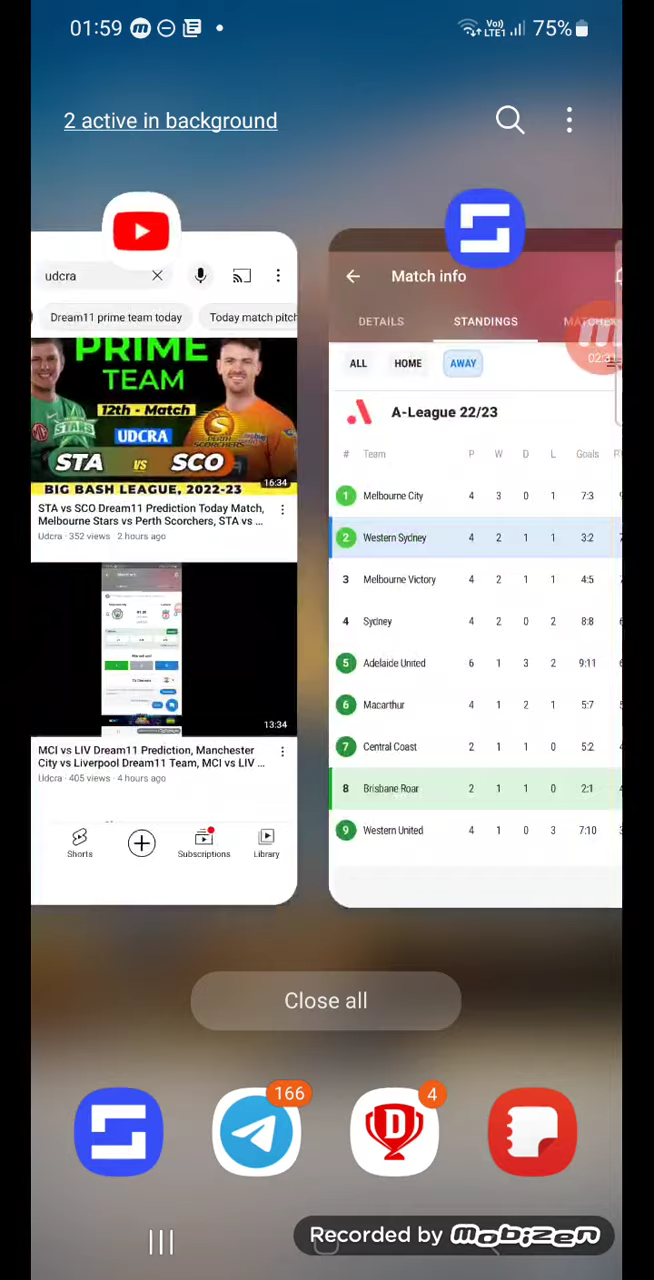 01:59
Vo))
LTE1
75%
2 active in background
udcra
Dream11 prime team today
Today match pitch
PRIME
TEAM
12th - Match
STARS
UDCRA
PERTH
SCORCHERS
STA VS SCO
BIG BASH LEAGUE, 2022-23
16:34
STA vs SCO Dream11 Prediction Today Match,
Melbourne Stars vs Perth Scorchers, STA vs ...
Udcra · 352 views · 2 hours ago
13:34
MCI vs LIV Dream11 Prediction, Manchester
City vs Liverpool Dream11 Team, MCI vs LIV ...
Udcra · 405 views · 4 hours ago
Shorts
Subscriptions
Library
Match info
DETAILS
STANDINGS
MATCHES
02:31
ALL
HOME
AWAY
A-League 22/23
# Team P W D L Goals
1 Melbourne City 4 3 0 1 7:3
2 Western Sydney 4 2 1 1 3:2
3 Melbourne Victory 4 2 1 1 4:5
4 Sydney 4 2 0 2 8:8
5 Adelaide United 6 1 3 2 9:11
6 Macarthur 4 1 2 1 5:7
7 Central Coast 2 1 1 0 5:2
8 Brisbane Roar 2 1 1 0 2:1
9 Western United 4 1 0 3 7:10
Close all
166
4
D
Recorded by mobizen